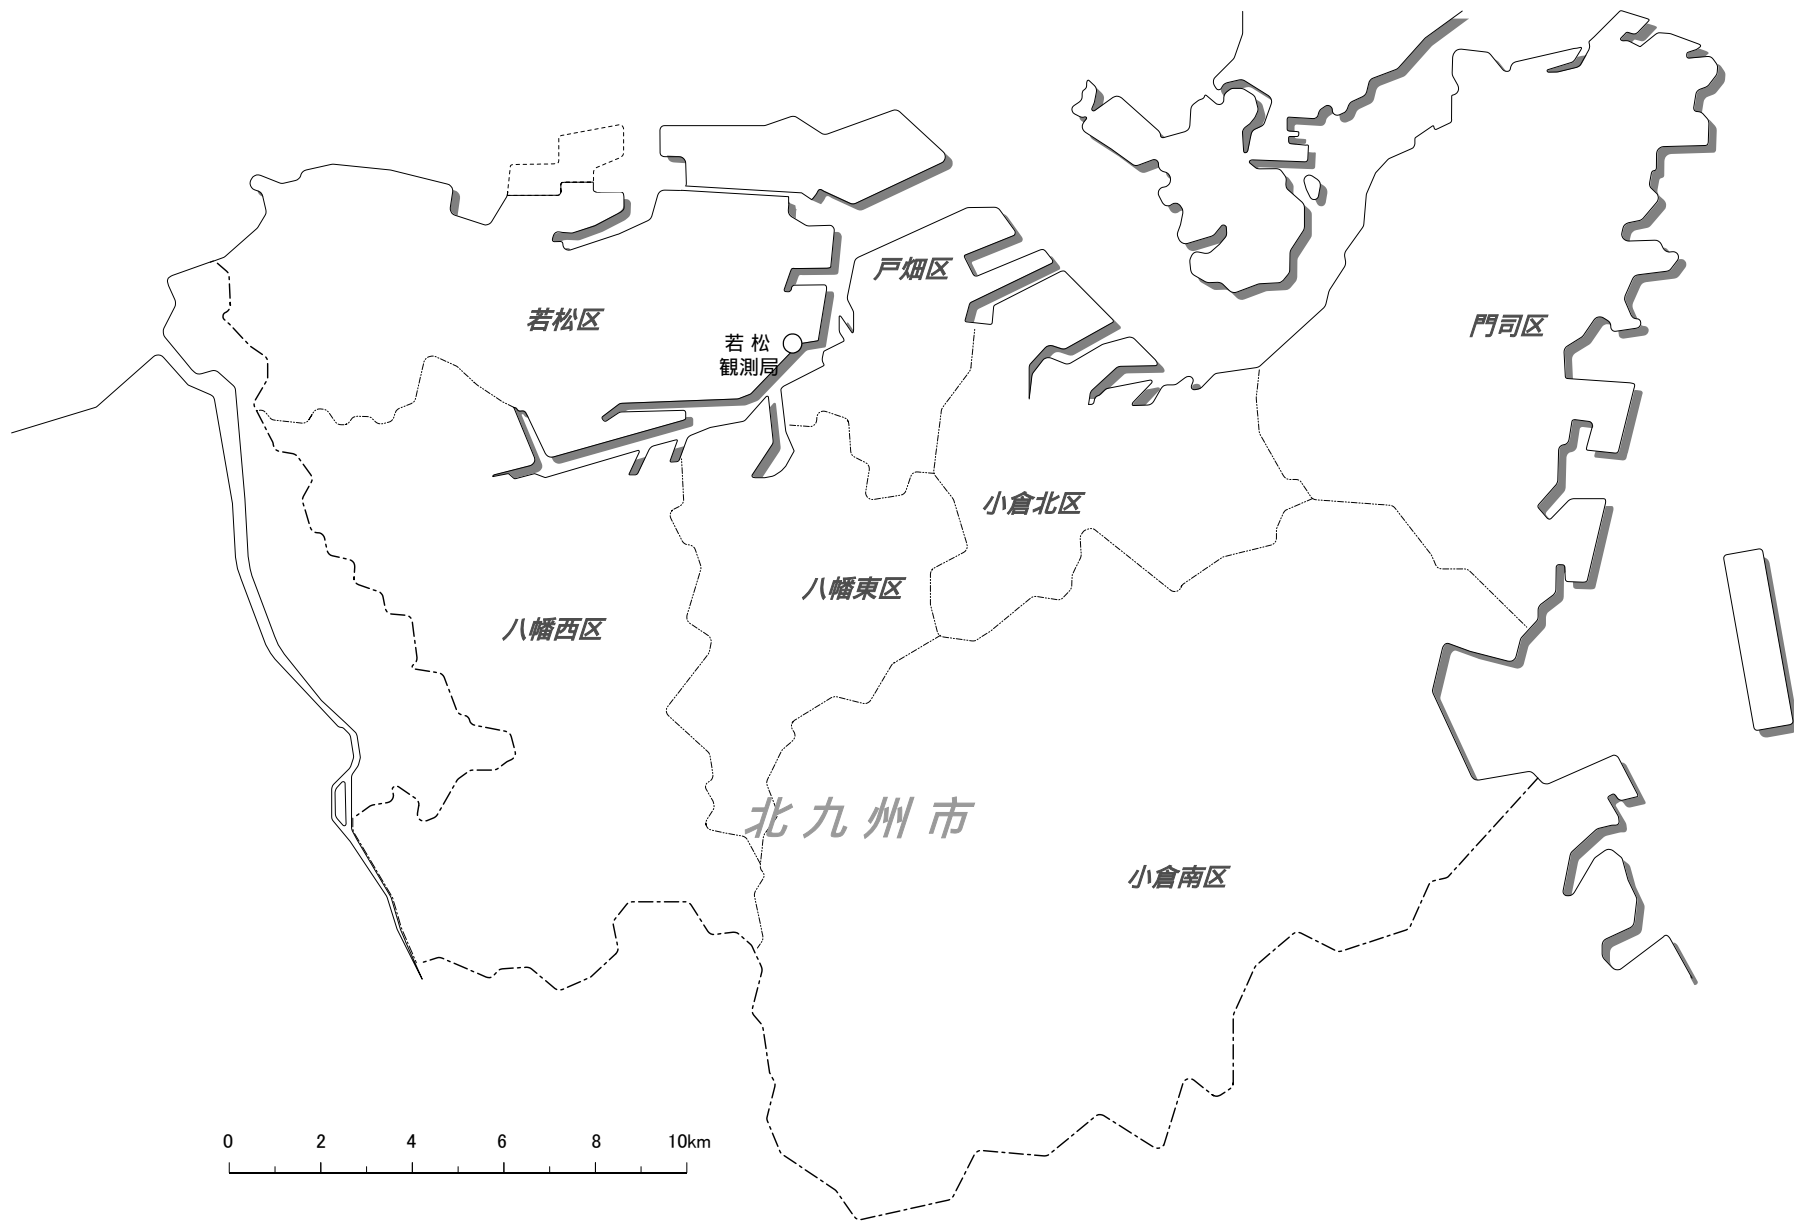 戸畑区
若松区
門司区
若松
観測局
小倉北区
八幡東区
八幡西区
北九州市
小倉南区
0 2 4 6 8 10km